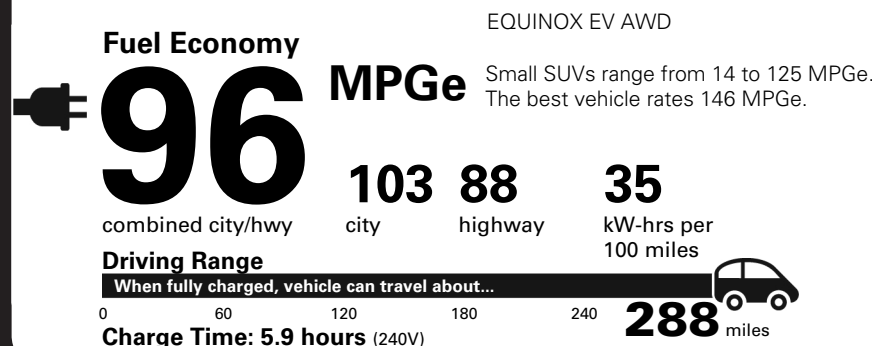 EQUINOX EV AWD
Fuel Economy
96
MPGe
Small SUVs range from 14 to 125 MPGe.
The best vehicle rates 146 MPGe.
103 88 35
combined city/hwy city highway kW-hrs per
100 miles
Driving Range
When fully charged, vehicle can travel about...
0 60 120 180 240 288 miles
Charge Time: 5.9 hours (240V)